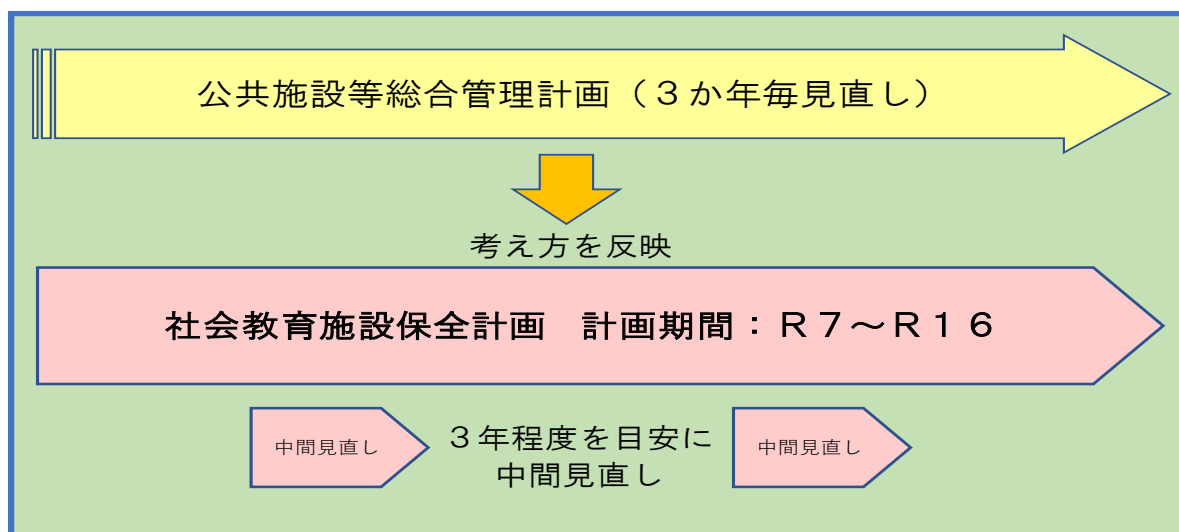 公共施設等総合管理計画（３か年毎見直し）
考え方を反映
社会教育施設保全計画　計画期間：Ｒ７～Ｒ１６
中間見直し
３年程度を目安に
中間見直し
中間見直し